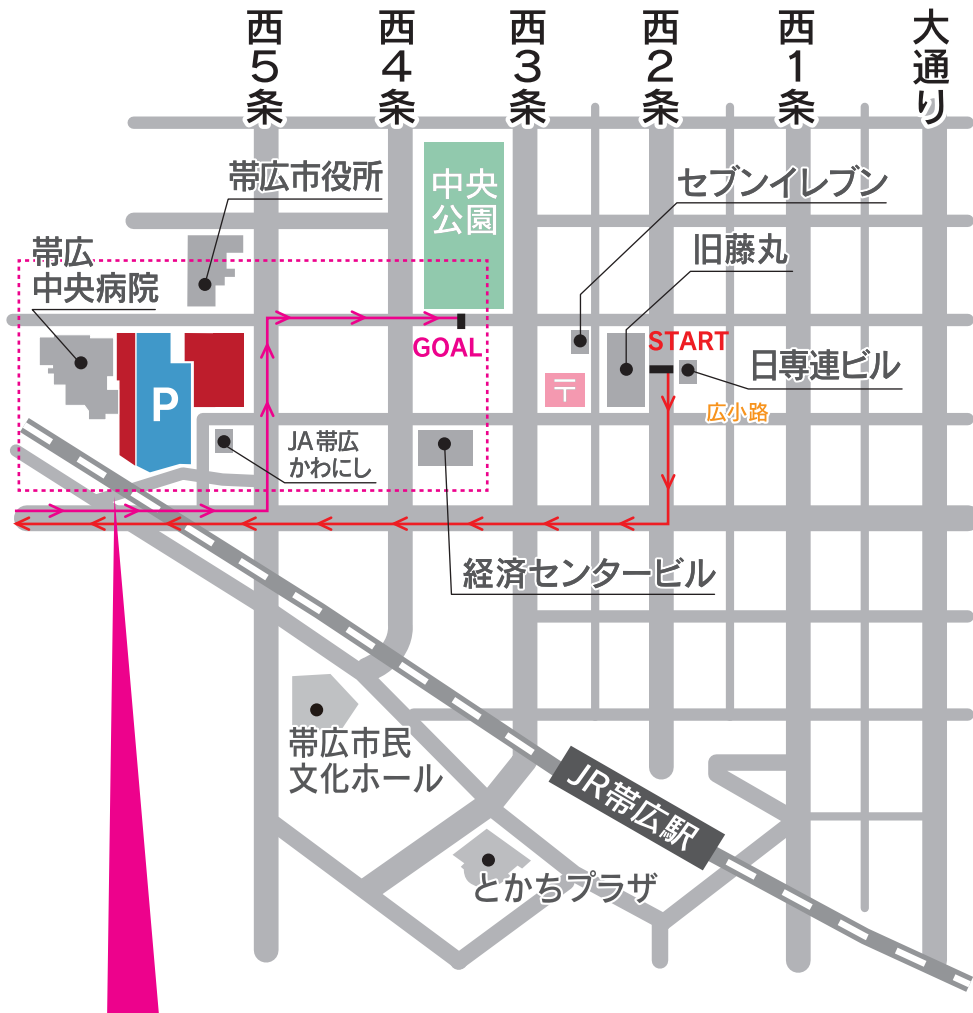 西5条
西4条
西3条
西2条
西1条
大通り
帯広市役所
中央
公園
セブンイレブン
帯広
中央病院
旧藤丸
GOAL
START
日専連ビル
P
〒
広小路
JA帯広
かわにし
経済センタービル
帯広市民
文化ホール
JR帯広駅
とかちプラザ